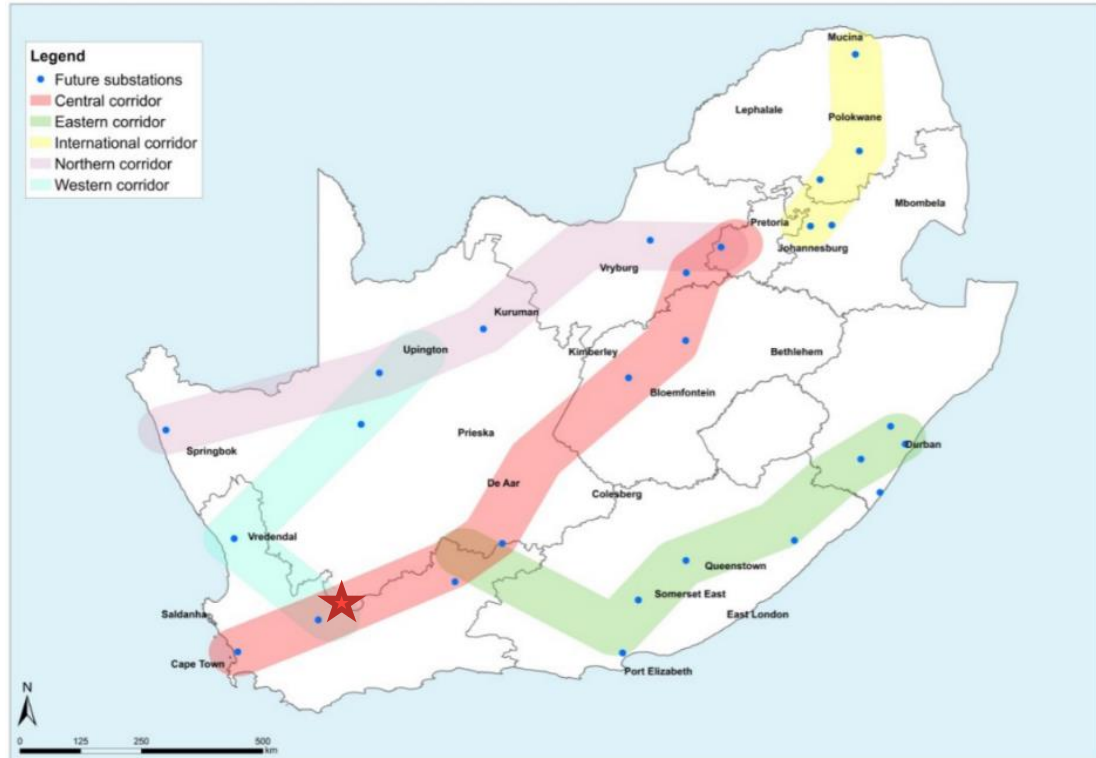 Legend
Future substations
Central corridor
Eastern corridor
International corridor
Northern corridor
Western corridor
Mucina
Lephalale
Polokwane
Mbombela
Pretoria
Johannesburg
Vryburg
Kuruman
Upington
Kimberley
Bethlehem
Bloemfontein
Prieska
Springbok
Durban
De Aar
Colesberg
Vredendal
Queenstown
Somerset East
East London
Saldanha
Cape Town
Port Elizabeth
N
0 125 250 500
km